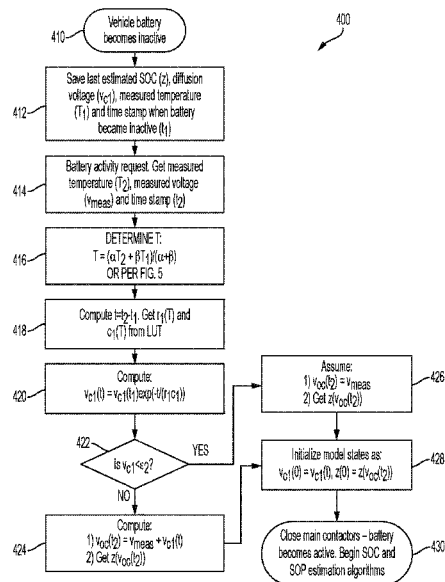 400
410
Vehicle battery
becomes inactive
412
Save last estimated SOC (z), diffusion
voltage (vc1), measured temperature
(T1) and time stamp when battery
became inactive (t1)
414
Battery activity request. Get measured
temperature (T2), measured voltage
(vmeas) and time stamp (t2)
416
DETERMINE T:
T = (αT2 + βT1)/(α+β)
OR PER FIG. 5
418
Compute t=t2-t1. Get r1(T) and
c1(T) from LUT
420
Compute:
vc1(t) = vc1(t1)exp(-t/(r1c1))
422
is vc1<ε2?
YES
NO
424
Compute:
1) voc(t2) = vmeas + vc1(t)
2) Get z(voc(t2))
426
Assume:
1) voc(t2) = vmeas
2) Get z(voc(t2))
428
Initialize model states as:
vc1(0) = vc1(t), z(0) = z(voc(t2))
430
Close main contactors – battery
becomes active. Begin SOC and
SOP estimation algorithms